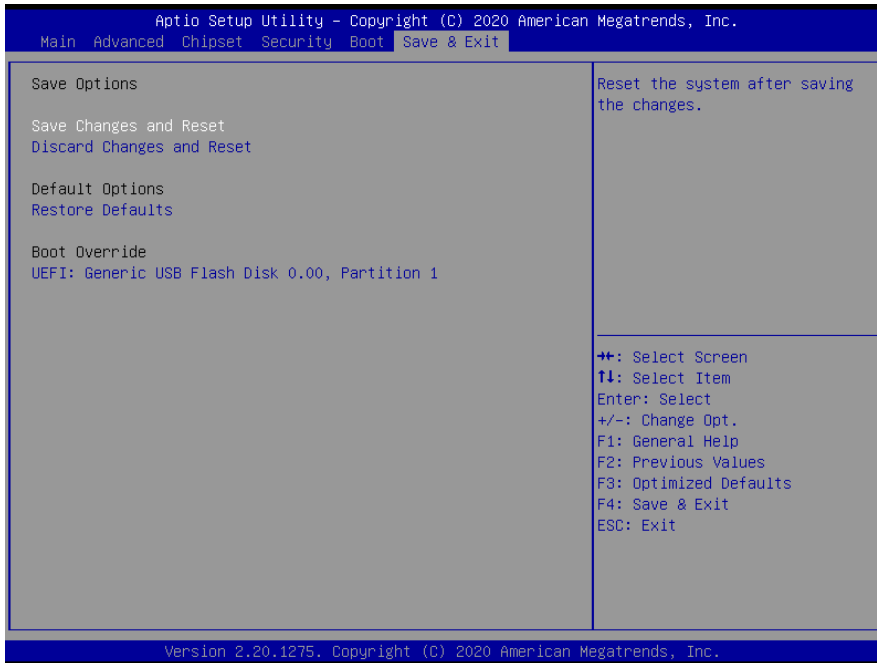 Aptio Setup Utility – Copyright (C) 2020 American Megatrends, Inc.
Main Advanced Chipset Security Boot Save & Exit
Save Options
Save Changes and Reset
Discard Changes and Reset
Default Options
Restore Defaults
Boot Override
UEFI: Generic USB Flash Disk 0.00, Partition 1
Reset the system after saving
the changes.
→←: Select Screen
↑↓: Select Item
Enter: Select
+/-: Change Opt.
F1: General Help
F2: Previous Values
F3: Optimized Defaults
F4: Save & Exit
ESC: Exit
Version 2.20.1275. Copyright (C) 2020 American Megatrends, Inc.